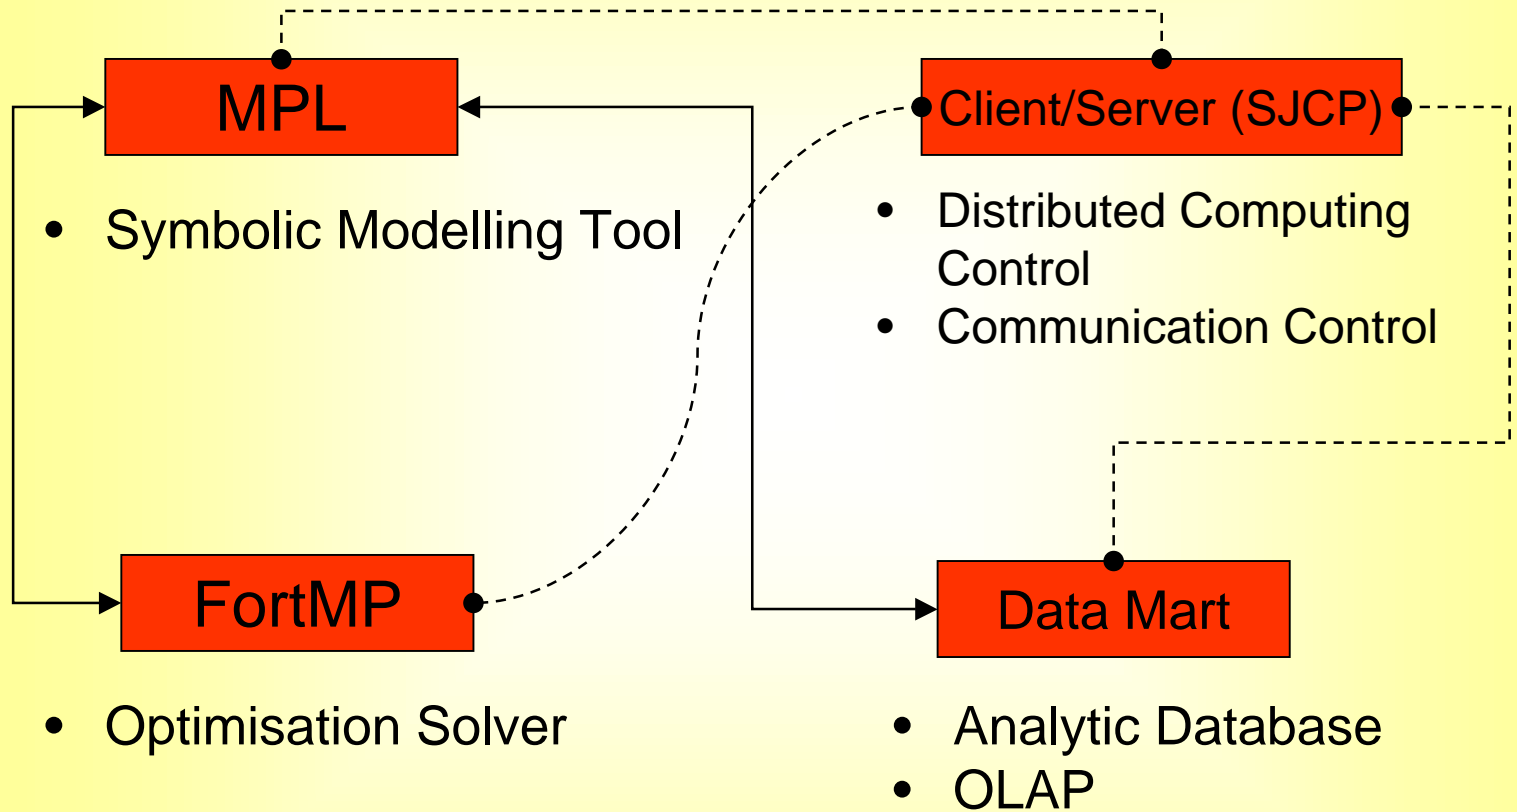 MPL
• Symbolic Modelling Tool
Client/Server (SJCP)
• Distributed Computing
Control
• Communication Control
FortMP
• Optimisation Solver
Data Mart
• Analytic Database
• OLAP